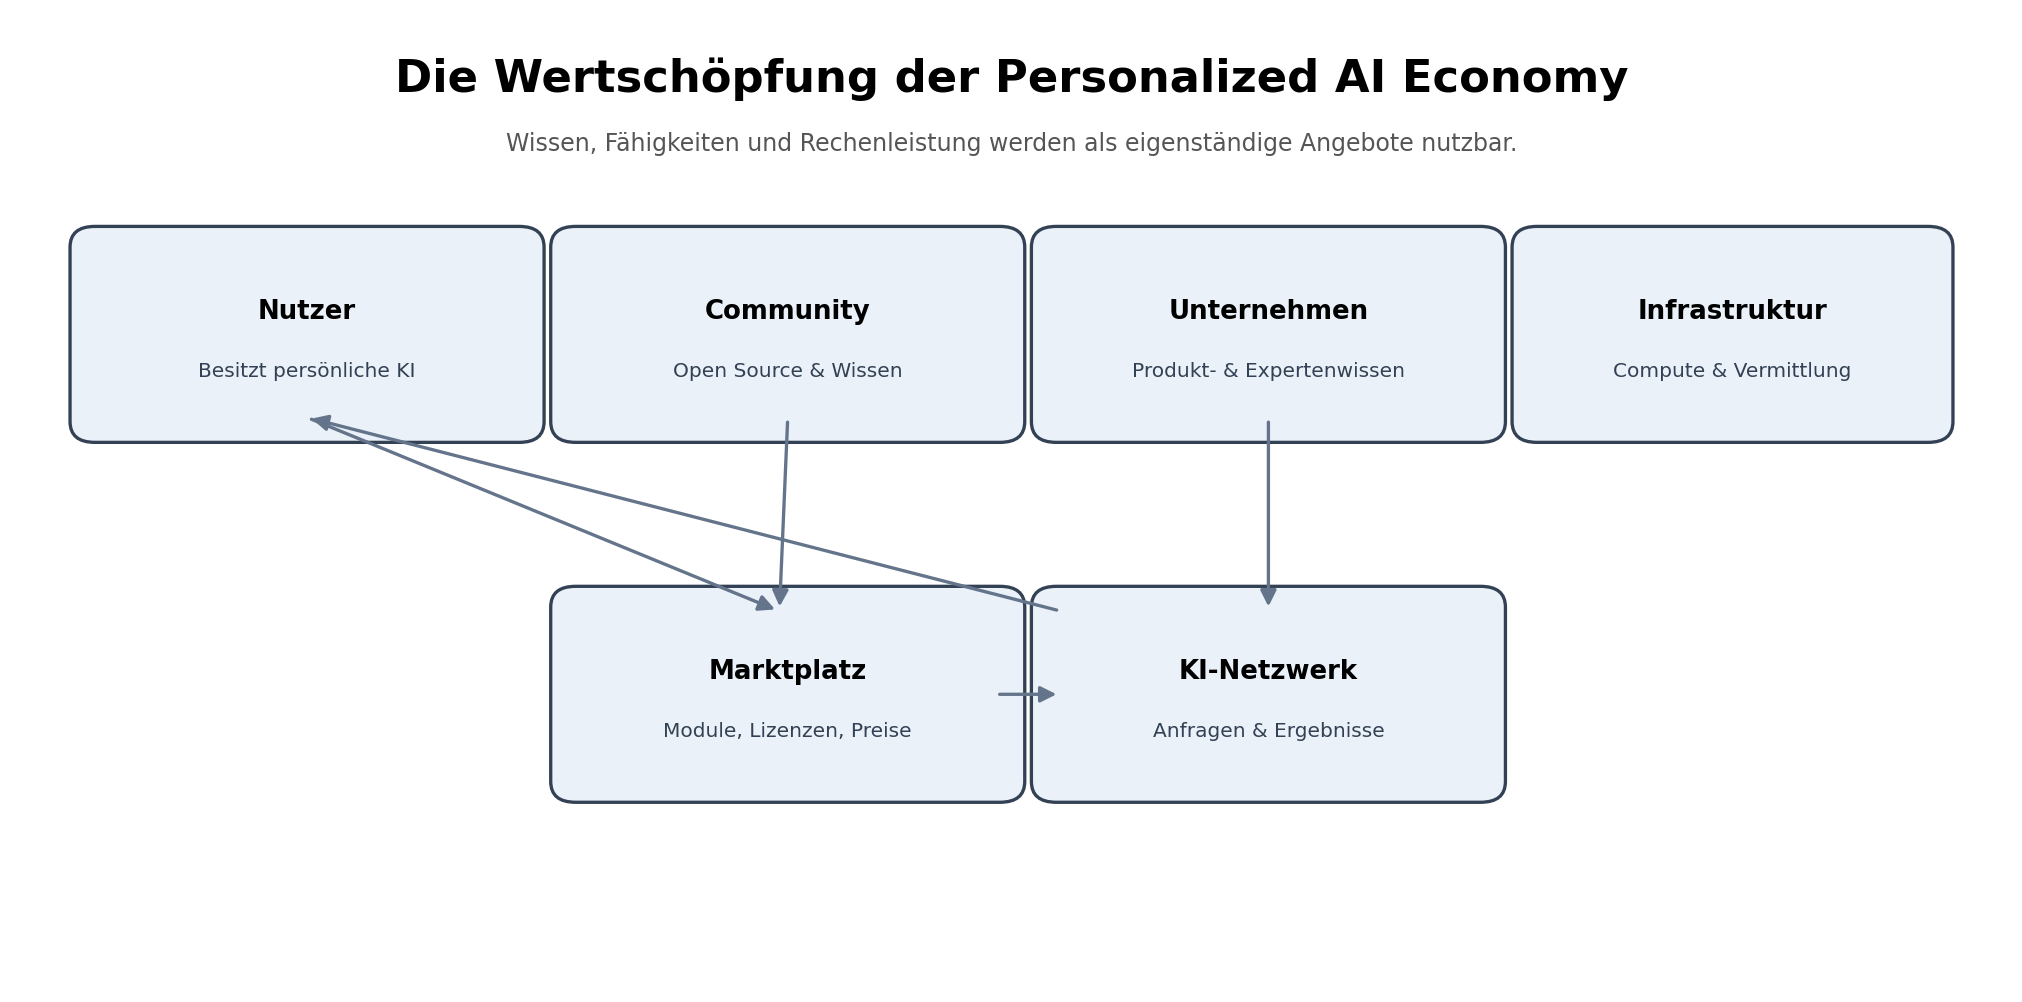 Die Wertschöpfung der Personalized AI Economy
Wissen, Fähigkeiten und Rechenleistung werden als eigenständige Angebote nutzbar.
Nutzer
Besitzt persönliche KI
Community
Open Source & Wissen
Unternehmen
Produkt- & Expertenwissen
Infrastruktur
Compute & Vermittlung
Marktplatz
Module, Lizenzen, Preise
KI-Netzwerk
Anfragen & Ergebnisse